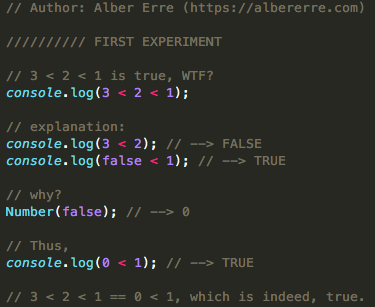 // Author: Alber Erre (https://albererre.com)
////////// FIRST EXPERIMENT
// 3 < 2 < 1 is true, WTF?
console.log(3 < 2 < 1);
// explanation:
console.log(3 < 2); // --> FALSE
console.log(false < 1); // --> TRUE
// why?
Number(false); // --> 0
// Thus,
console.log(0 < 1); // --> TRUE
// 3 < 2 < 1 == 0 < 1, which is indeed, true.